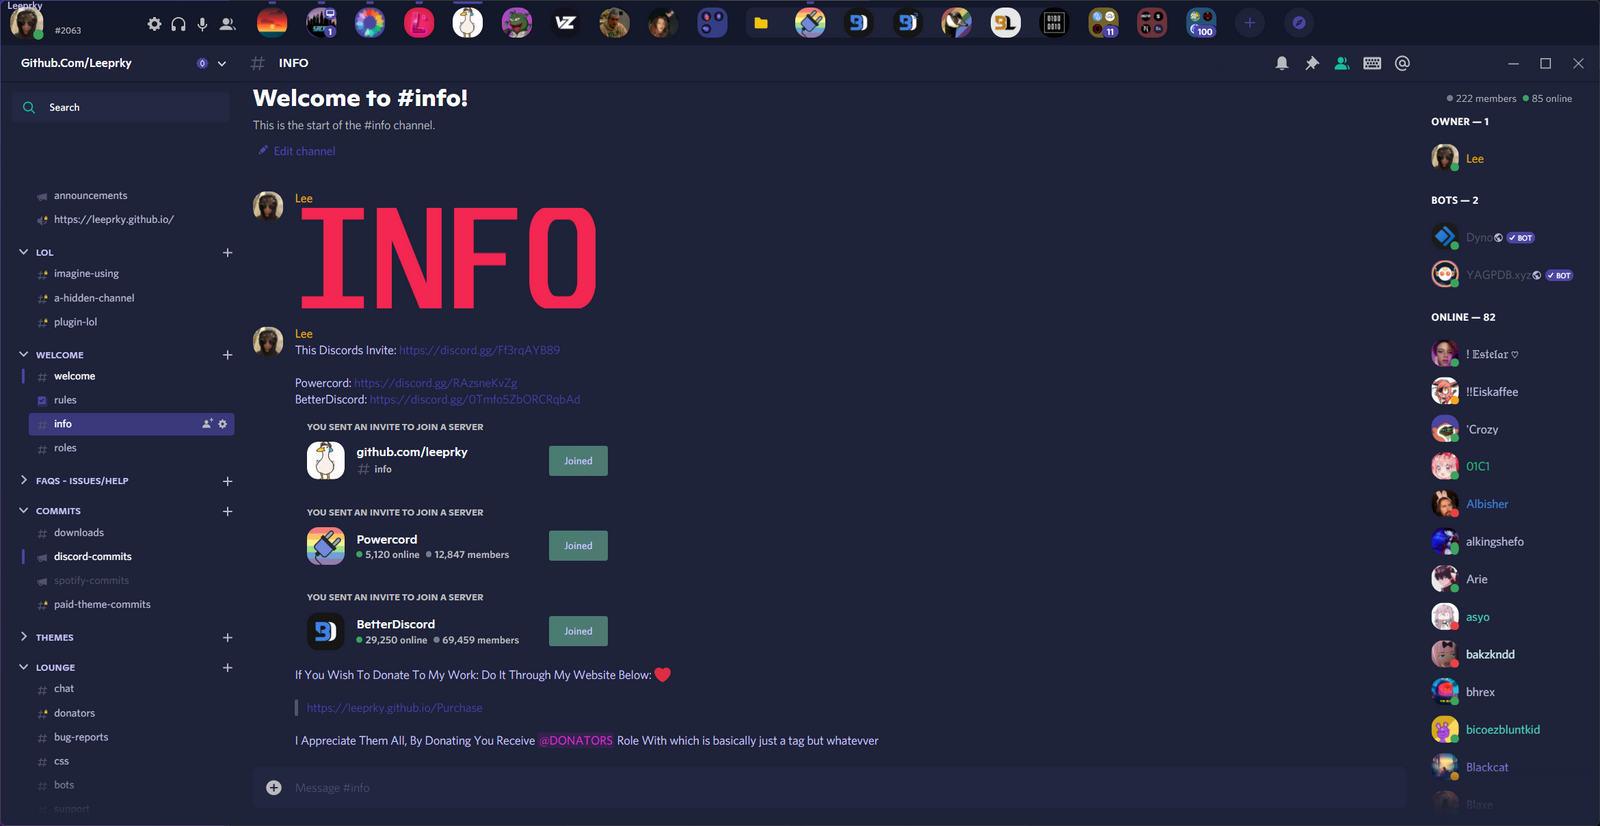 Leeprky
#2063
1
11
100
Github.Com/Leeprky
0
INFO
Search
announcements
https://leeprky.github.io/
LOL
imagine-using
a-hidden-channel
plugin-lol
WELCOME
welcome
rules
info
roles
FAQS - ISSUES/HELP
COMMITS
downloads
discord-commits
spotify-commits
paid-theme-commits
THEMES
LOUNGE
chat
donators
bug-reports
css
bots
support
Welcome to #info!
This is the start of the #info channel.
Edit channel
Lee
INFO
Lee
This Discords Invite: https://discord.gg/Ff3rqAYB89
Powercord: https://discord.gg/RAzsneKvZg
BetterDiscord: https://discord.gg/0Tmfo5ZbORCRqbAd
YOU SENT AN INVITE TO JOIN A SERVER
github.com/leeprky
info
Joined
YOU SENT AN INVITE TO JOIN A SERVER
Powercord
5,120 online 12,847 members
Joined
YOU SENT AN INVITE TO JOIN A SERVER
BetterDiscord
29,250 online 69,459 members
Joined
If You Wish To Donate To My Work: Do It Through My Website Below:
https://leeprky.github.io/Purchase
I Appreciate Them All, By Donating You Receive @DONATORS Role With which is basically just a tag but whatevver
Message #info
222 members 85 online
OWNER — 1
Lee
BOTS — 2
Dyno BOT
YAGPDB.xyz BOT
ONLINE — 82
! 𝔼𝕤𝕥𝕖𝕝𝕒𝕣 ♡
!!Eiskaffee
'Crozy
01C1
Albisher
alkingshefo
Arie
asyo
bakzkndd
bhrex
bicoezbluntkid
Blackcat
Blaxe